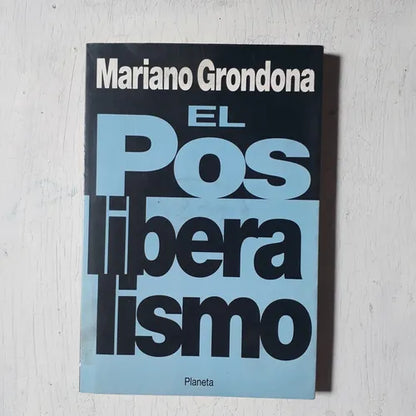 Mariano Grondona
EL
Pos
libera
lismo
Planeta